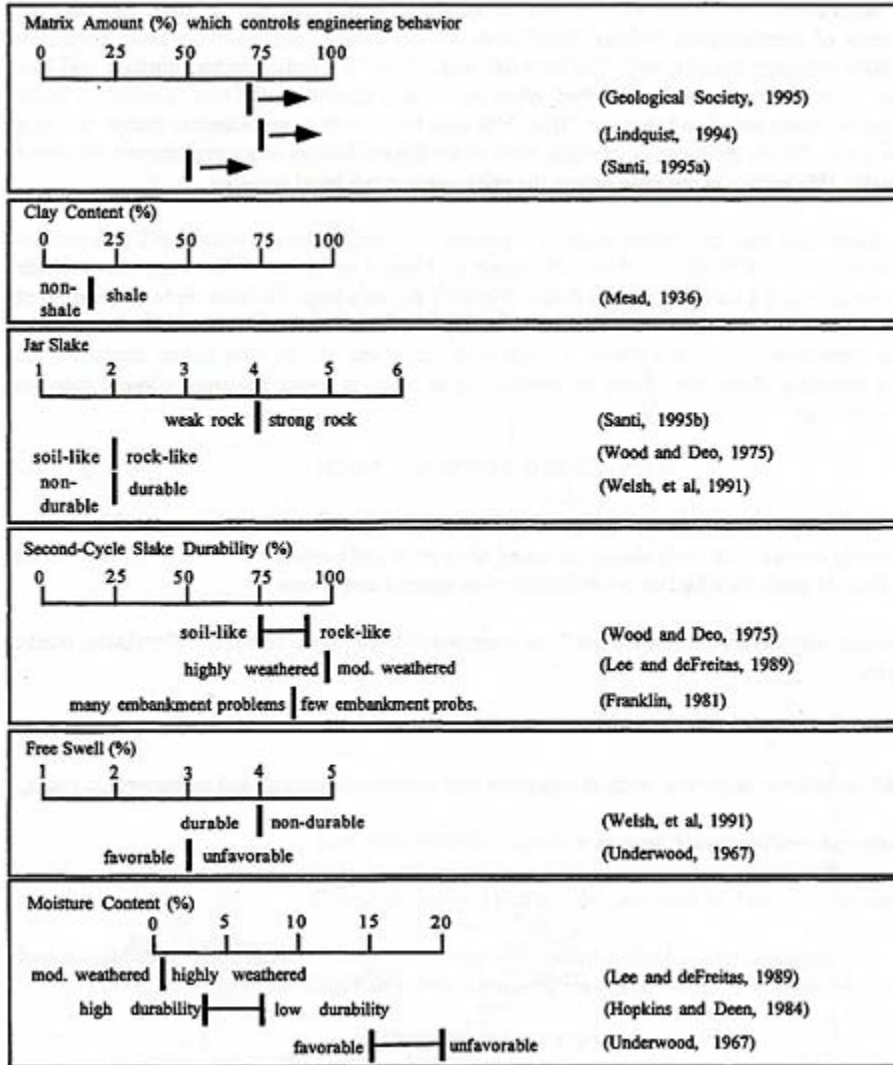 Matrix Amount (%) which controls engineering behavior
0 25 50 75 100
(Geological Society, 1995)
(Lindquist, 1994)
(Santi, 1995a)
Clay Content (%)
0 25 50 75 100
non-shale shale (Mead, 1936)
Jar Slake
1 2 3 4 5 6
weak rock strong rock (Santi, 1995b)
soil-like rock-like (Wood and Deo, 1975)
non-durable durable (Welsh, et al, 1991)
Second-Cycle Slake Durability (%)
0 25 50 75 100
soil-like rock-like (Wood and Deo, 1975)
highly weathered mod. weathered (Lee and deFreitas, 1989)
many embankment problems few embankment probs. (Franklin, 1981)
Free Swell (%)
1 2 3 4 5
durable non-durable (Welsh, et al, 1991)
favorable unfavorable (Underwood, 1967)
Moisture Content (%)
0 5 10 15 20
mod. weathered highly weathered (Lee and deFreitas, 1989)
high durability low durability (Hopkins and Deen, 1984)
favorable unfavorable (Underwood, 1967)